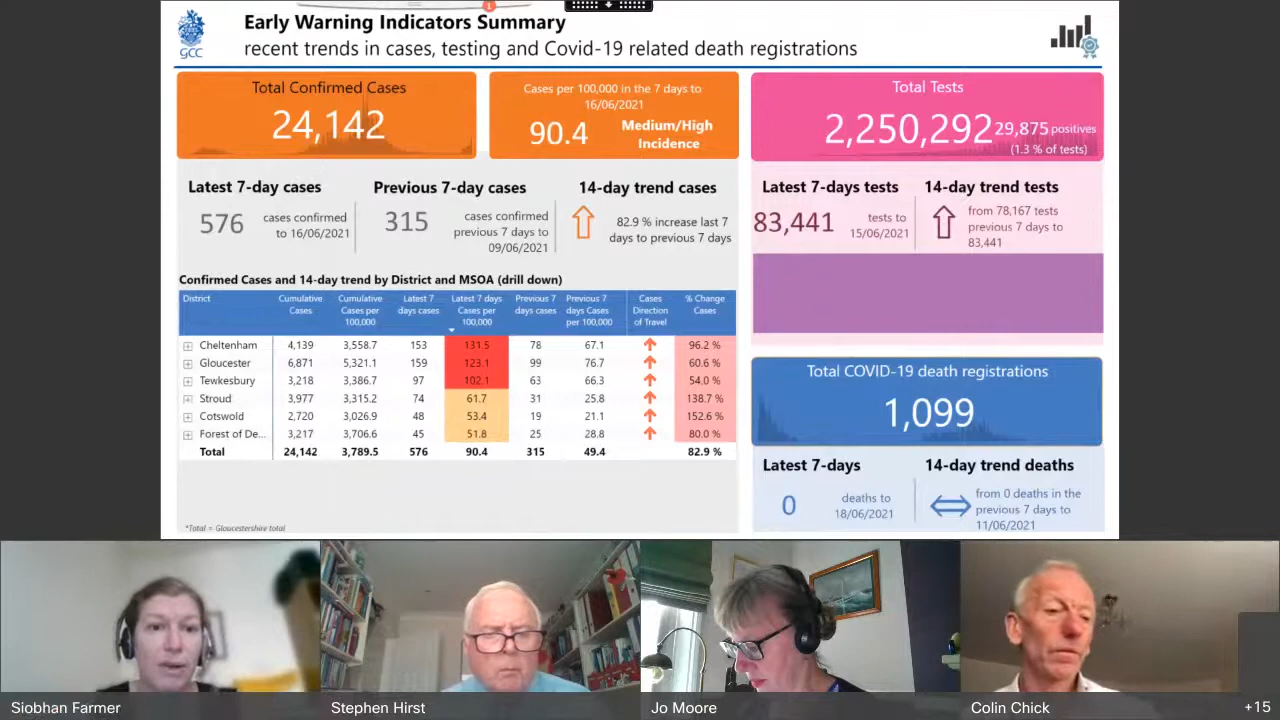 1
Early Warning Indicators Summary
recent trends in cases, testing and Covid-19 related death registrations
GCC
Total Confirmed Cases
24,142
Cases per 100,000 in the 7 days to
16/06/2021
90.4
Medium/High
Incidence
Total Tests
2,250,292
29,875 positives
(1.3 % of tests)
Latest 7-day cases
576
cases confirmed
to 16/06/2021
Previous 7-day cases
315
cases confirmed
previous 7 days to
09/06/2021
14-day trend cases
82.9 % increase last 7
days to previous 7 days
Latest 7-days tests
83,441
tests to
15/06/2021
14-day trend tests
from 78,167 tests
previous 7 days to
83,441
Confirmed Cases and 14-day trend by District and MSOA (drill down)
District Cumulative Cases Cumulative Cases per 100,000 Latest 7 days cases Latest 7 days Cases per 100,000 Previous 7 days cases Previous 7 days Cases per 100,000 Cases Direction of Travel % Change Cases
Cheltenham 4,139 3,558.7 153 131.5 78 67.1 96.2 %
Gloucester 6,871 5,321.1 159 123.1 99 76.7 60.6 %
Tewkesbury 3,218 3,386.7 97 102.1 63 66.3 54.0 %
Stroud 3,977 3,315.2 74 61.7 31 25.8 138.7 %
Cotswold 2,720 3,026.9 48 53.4 19 21.1 152.6 %
Forest of De... 3,217 3,706.6 45 51.8 25 28.8 80.0 %
Total 24,142 3,789.5 576 90.4 315 49.4 82.9 %
*Total = Gloucestershire total
Total COVID-19 death registrations
1,099
Latest 7-days
0
deaths to
18/06/2021
14-day trend deaths
from 0 deaths in the
previous 7 days to
11/06/2021
Siobhan Farmer
Stephen Hirst
Jo Moore
Colin Chick
+15